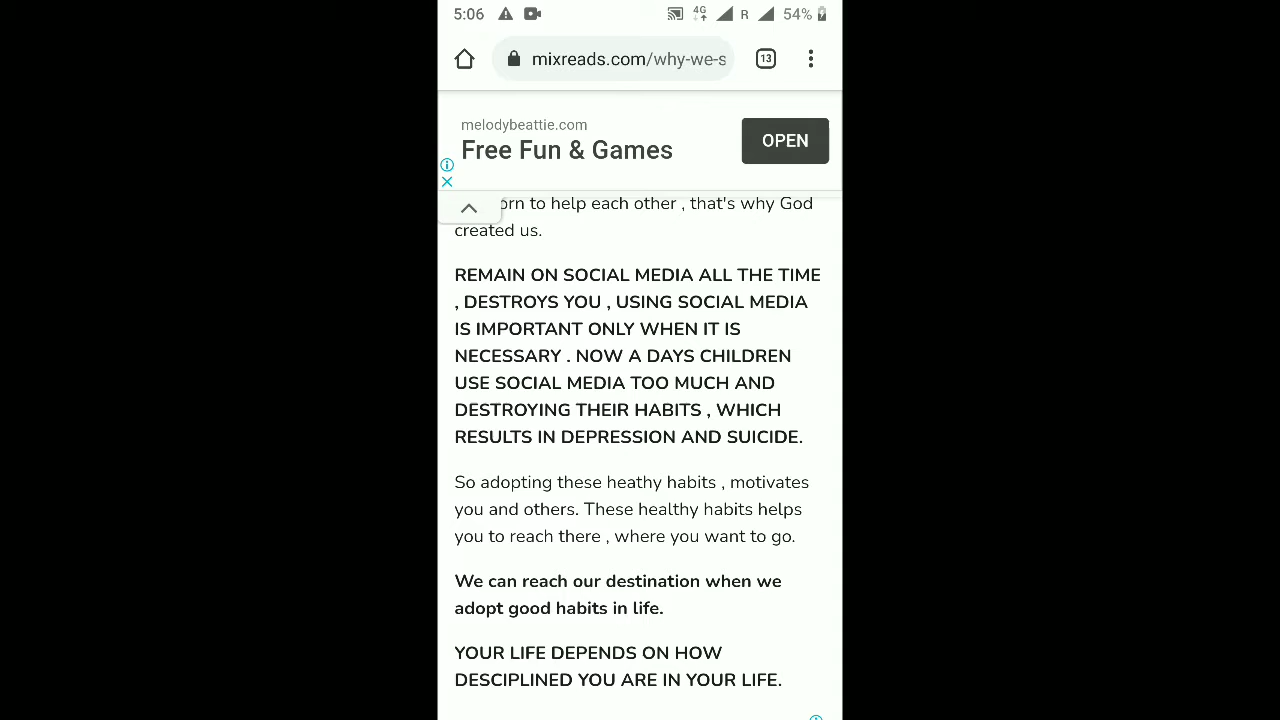 5:06 4G R 54%
mixreads.com/why-we-s 13
melodybeattie.com
Free Fun & Games
OPEN
to help each other , that's why God
created us.
REMAIN ON SOCIAL MEDIA ALL THE TIME
, DESTROYS YOU , USING SOCIAL MEDIA
IS IMPORTANT ONLY WHEN IT IS
NECESSARY . NOW A DAYS CHILDREN
USE SOCIAL MEDIA TOO MUCH AND
DESTROYING THEIR HABITS , WHICH
RESULTS IN DEPRESSION AND SUICIDE.
So adopting these heathy habits , motivates
you and others. These healthy habits helps
you to reach there , where you want to go.
We can reach our destination when we
adopt good habits in life.
YOUR LIFE DEPENDS ON HOW
DESCIPLINED YOU ARE IN YOUR LIFE.